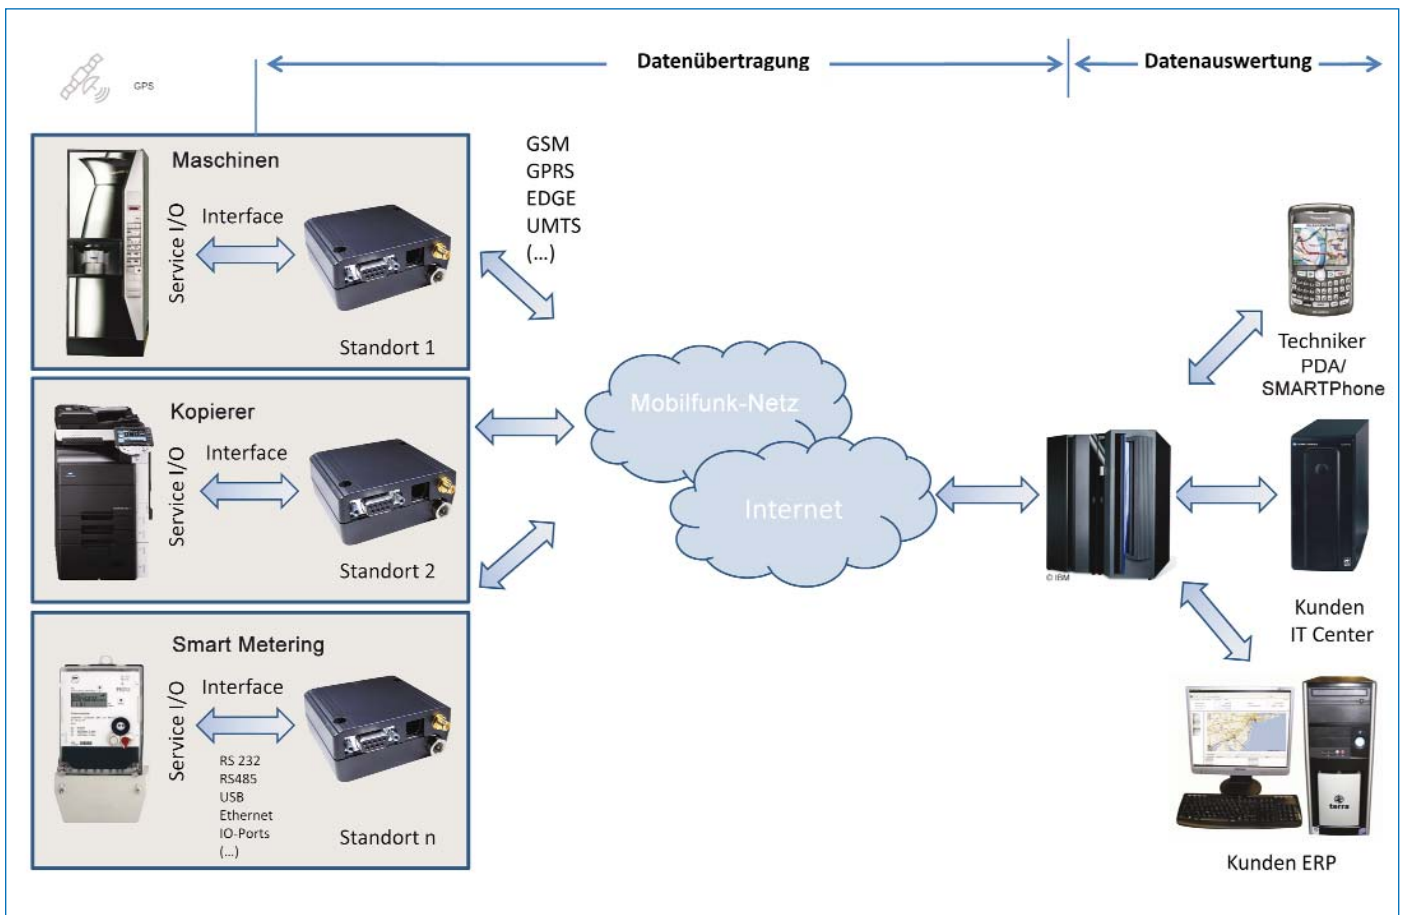 Datenübertragung
Datenauswertung
GPS
Maschinen
Service I/O
Interface
Standort 1
GSM
GPRS
EDGE
UMTS
(...)
Kopierer
Service I/O
Interface
Standort 2
Smart Metering
Service I/O
Interface
RS 232
RS485
USB
Ethernet
IO-Ports
(...)
Standort n
Mobilfunk-Netz
Internet
© IBM
Techniker
PDA/
SMARTPhone
Kunden
IT Center
terra
Kunden ERP